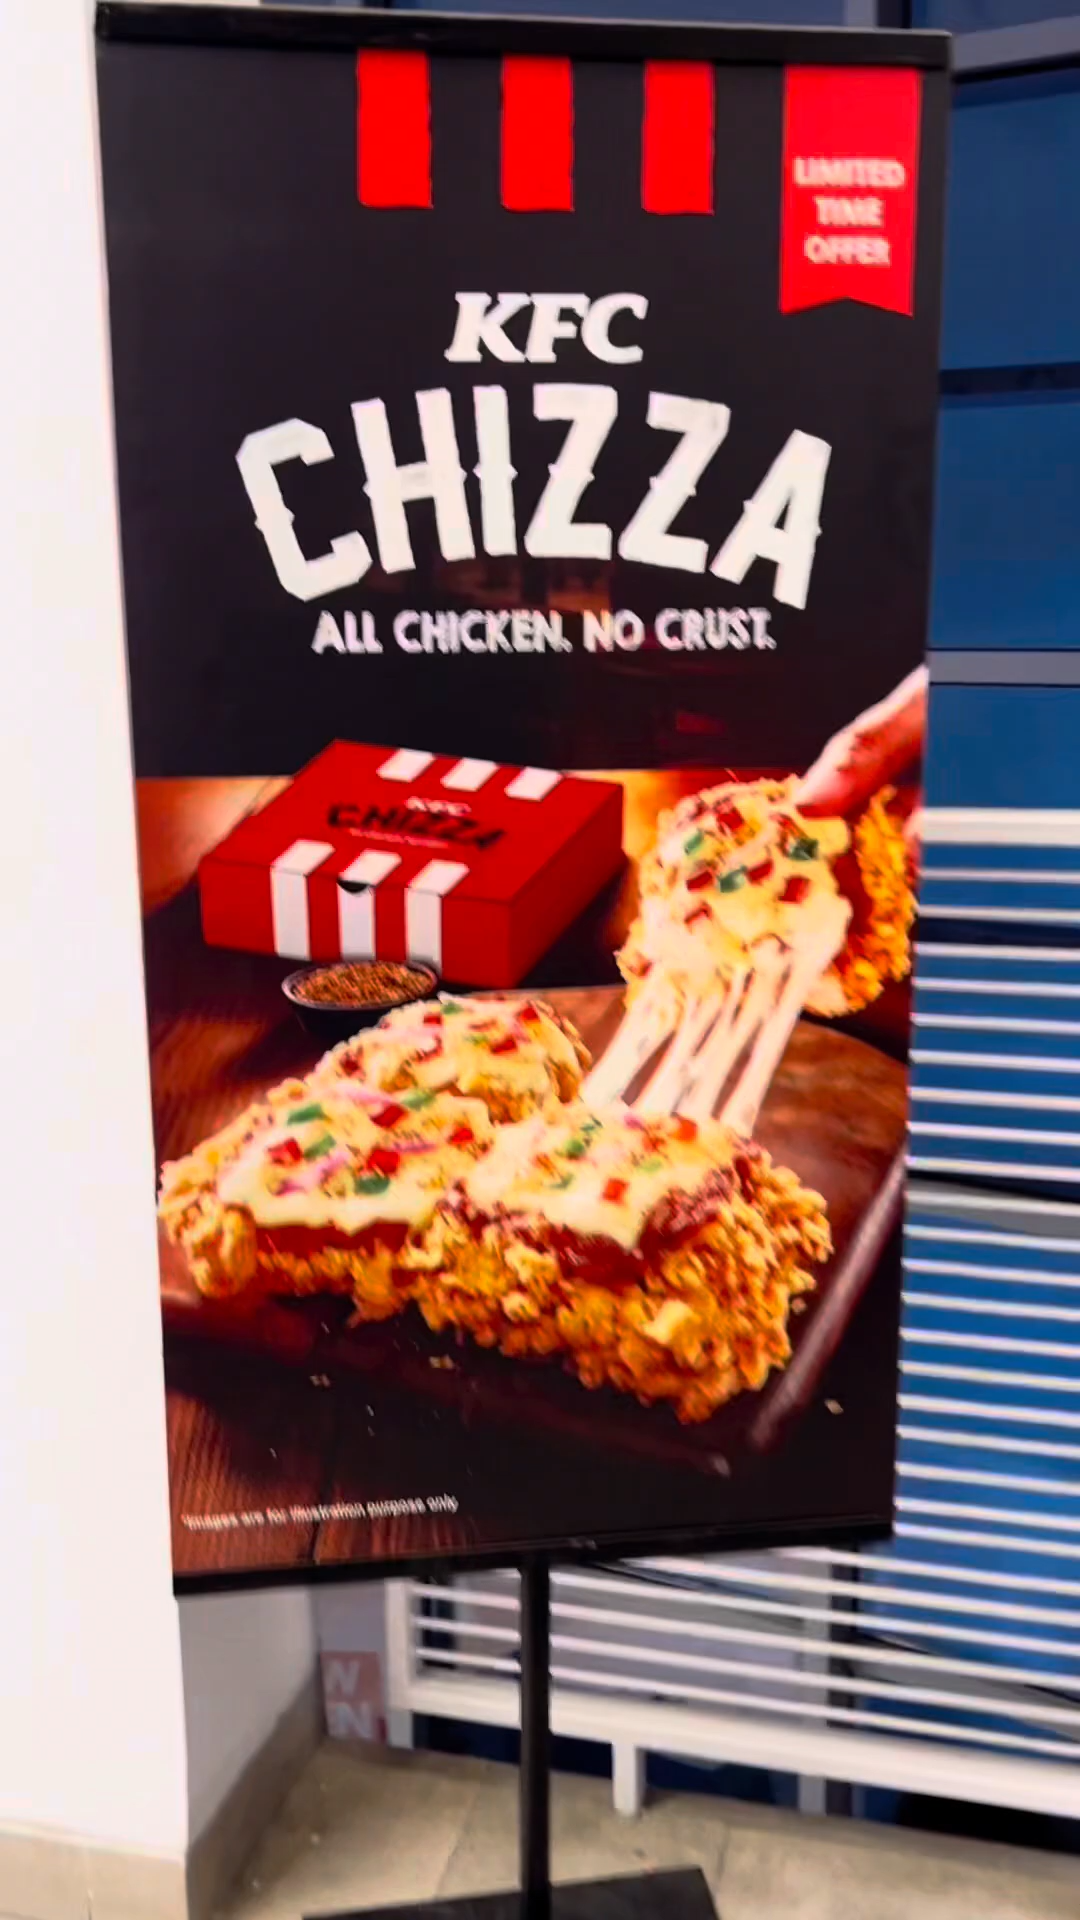 LIMITED
TIME
OFFER
KFC
CHIZZA
ALL CHICKEN. NO CRUST.
KFC
CHIZZA
*Images are for illustration purpose only